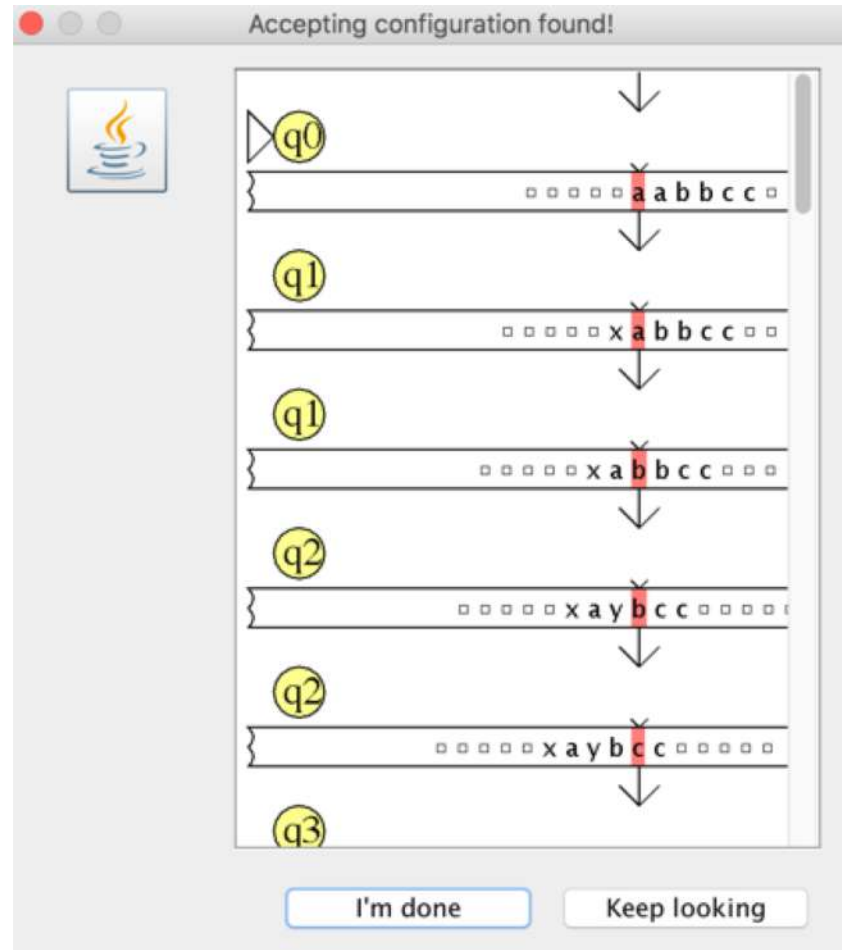 Accepting configuration found!
q0
□ □ □ □ □ a a b b c c □
q1
□ □ □ □ □ x a b b c c □ □
q1
□ □ □ □ □ x a b b c c □ □ □
q2
□ □ □ □ □ x a y b c c □ □ □ □ □
q2
□ □ □ □ □ x a y b c c □ □ □ □ □
q3
I'm done
Keep looking